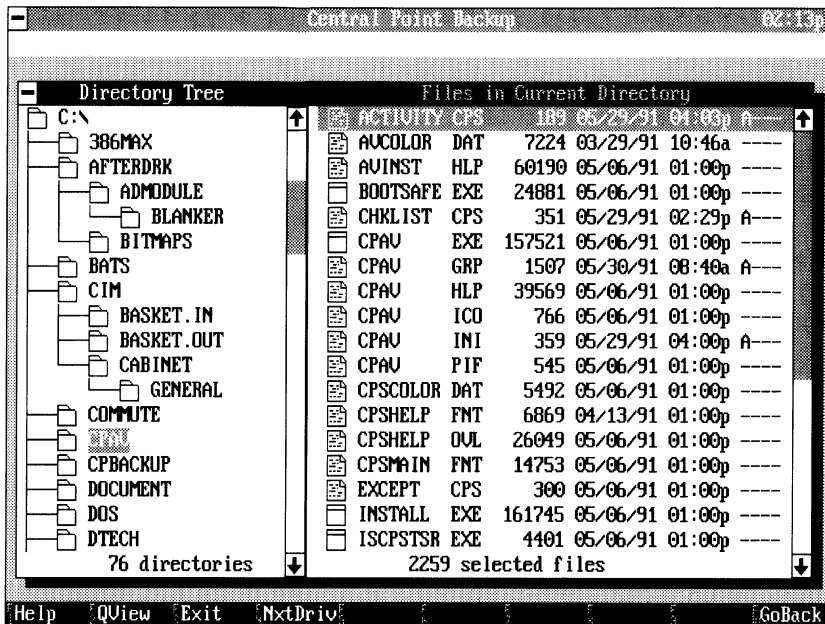 Central Point Backup 02:13p
Directory Tree
C:\
386MAX
AFTERDRK
ADMODULE
BLANKER
BITMAPS
BATS
CIM
BASKET.IN
BASKET.OUT
CABINET
GENERAL
COMMUTE
CPAV
CPBACKUP
DOCUMENT
DOS
DTECH
76 directories
Files in Current Directory
ACTIVITY CPS 189 05/29/91 04:03p A---
AVCOLOR DAT 7224 03/29/91 10:46a ----
AVINST HLP 60190 05/06/91 01:00p ----
BOOTSAFE EXE 24881 05/06/91 01:00p ----
CHKLIST CPS 351 05/29/91 02:29p A---
CPAV EXE 157521 05/06/91 01:00p ----
CPAV GRP 1507 05/30/91 08:40a A---
CPAV HLP 39569 05/06/91 01:00p ----
CPAV ICO 766 05/06/91 01:00p ----
CPAV INI 359 05/29/91 04:00p A---
CPAV PIF 545 05/06/91 01:00p ----
CPSCOLOR DAT 5492 05/06/91 01:00p ----
CPSHELP FNT 6869 04/13/91 01:00p ----
CPSHELP OVL 26049 05/06/91 01:00p ----
CPSMAIN FNT 14753 05/06/91 01:00p ----
EXCEPT CPS 300 05/06/91 01:00p ----
INSTALL EXE 161745 05/06/91 01:00p ----
ISCPSTSR EXE 4401 05/06/91 01:00p ----
2259 selected files
Help QView Exit NxtDriv GoBack